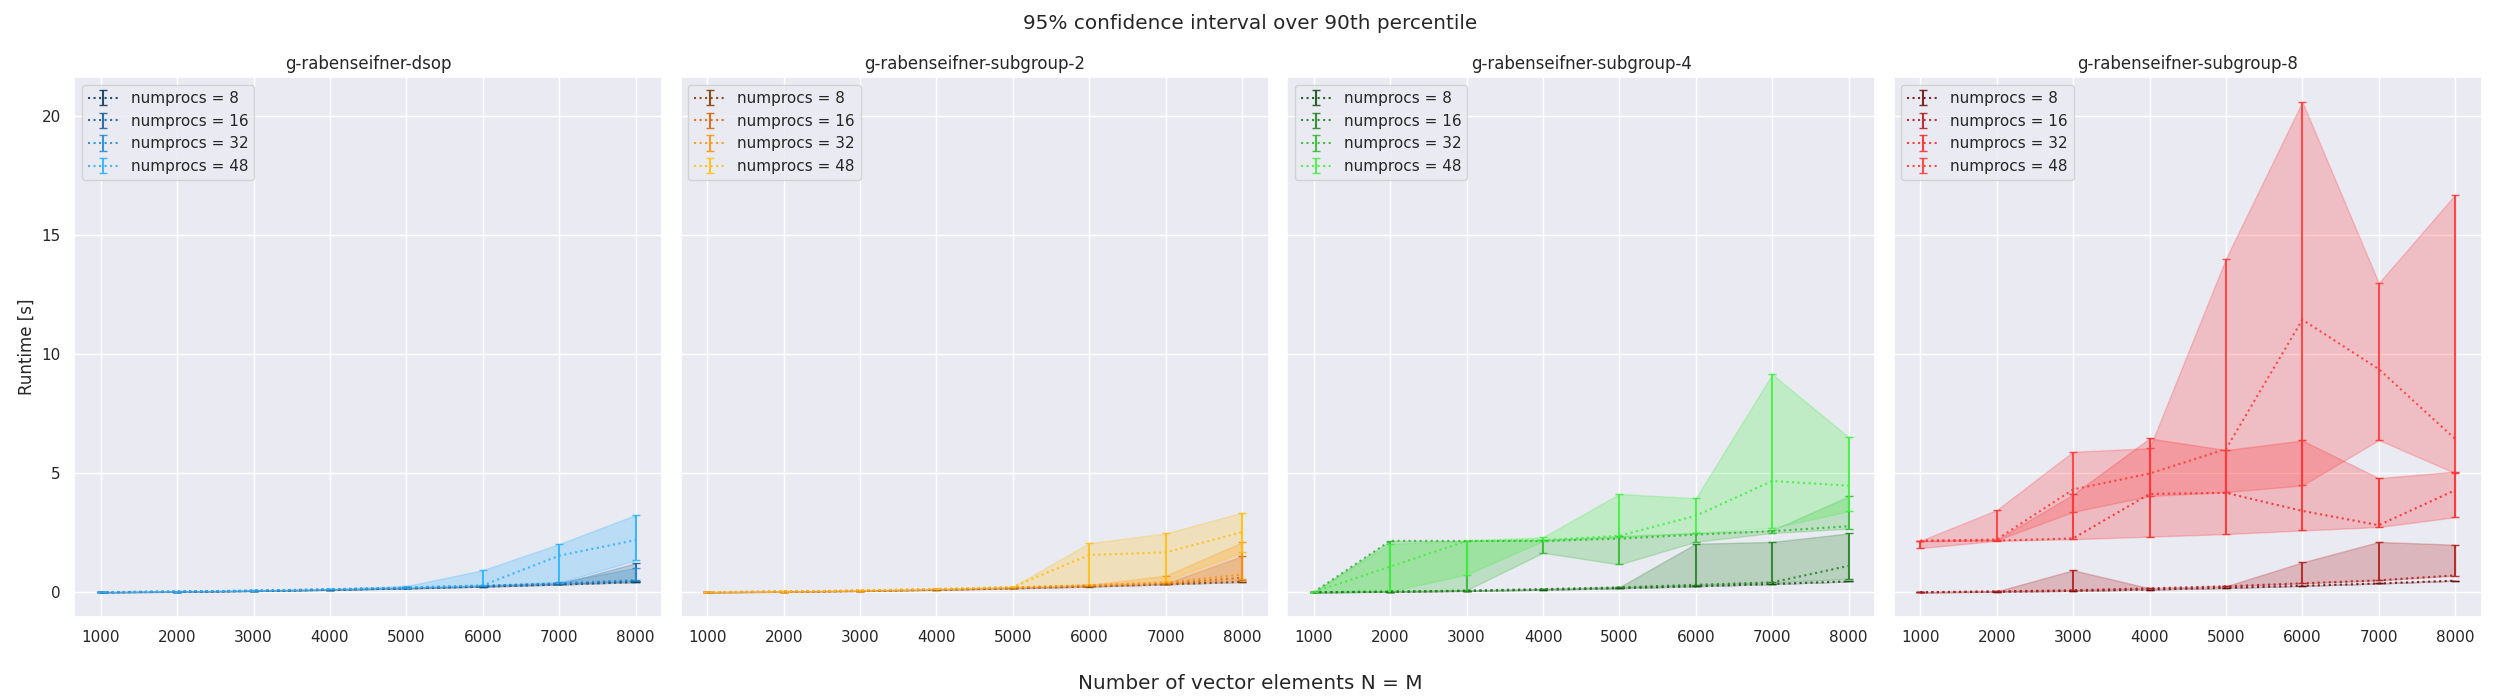 95% confidence interval over 90th percentile
g-rabenseifner-dsop
g-rabenseifner-subgroup-2
g-rabenseifner-subgroup-4
g-rabenseifner-subgroup-8
Runtime [s]
20
15
10
5
0
numprocs = 8
numprocs = 16
numprocs = 32
numprocs = 48
numprocs = 8
numprocs = 16
numprocs = 32
numprocs = 48
numprocs = 8
numprocs = 16
numprocs = 32
numprocs = 48
numprocs = 8
numprocs = 16
numprocs = 32
numprocs = 48
1000 2000 3000 4000 5000 6000 7000 8000
1000 2000 3000 4000 5000 6000 7000 8000
1000 2000 3000 4000 5000 6000 7000 8000
1000 2000 3000 4000 5000 6000 7000 8000
Number of vector elements N = M